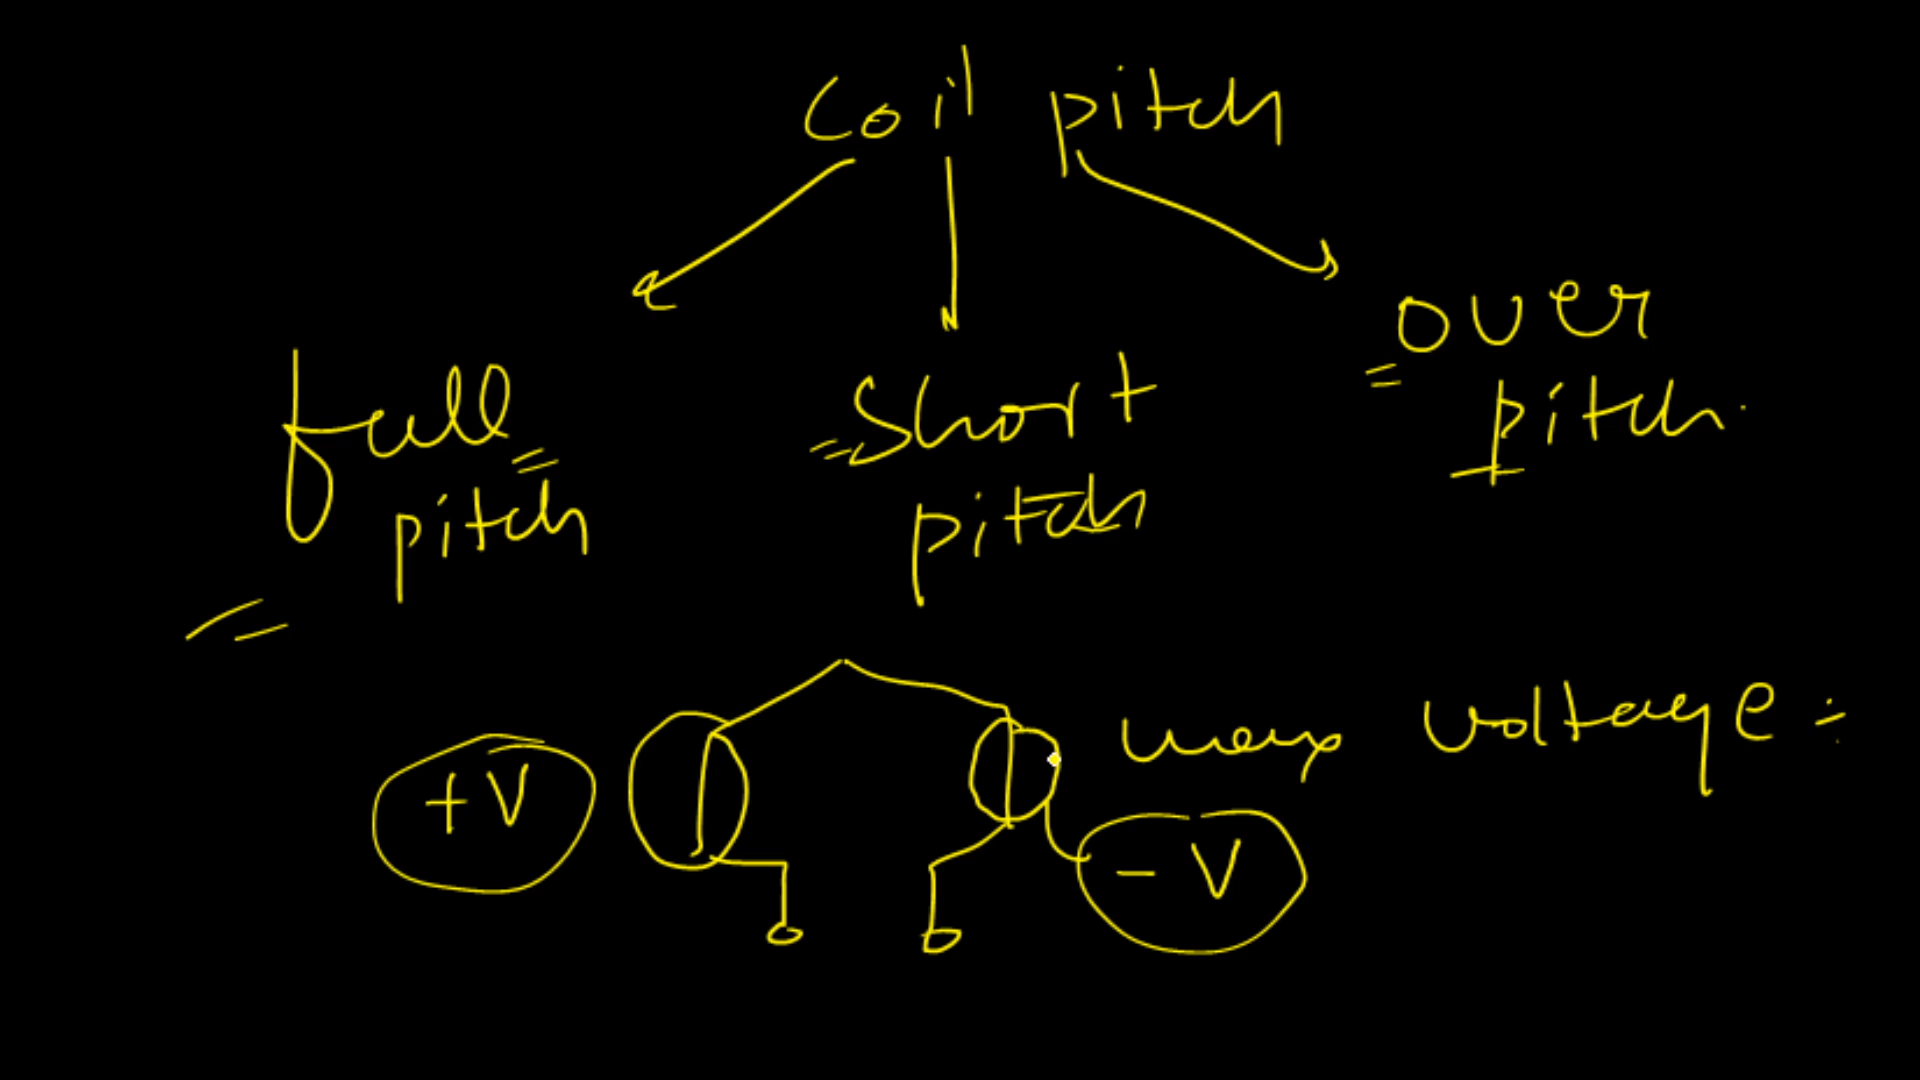 Coil pitch
full pitch
short pitch
over pitch.
max voltage =
+V
- V